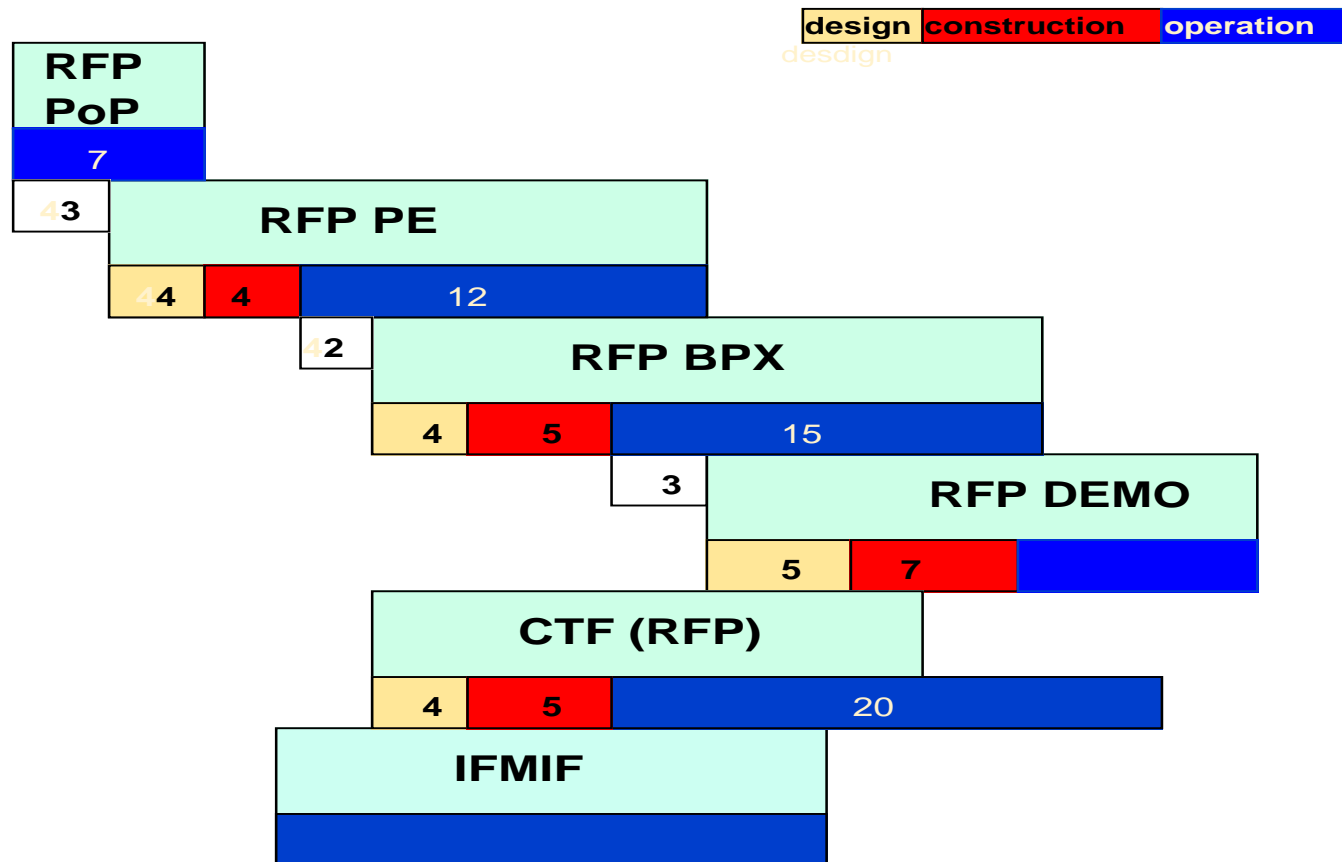 design construction operation
desdign
RFP
PoP
7
43
RFP PE
44 4 12
42
RFP BPX
4 5 15
3
RFP DEMO
5 7
CTF (RFP)
4 5 20
IFMIF